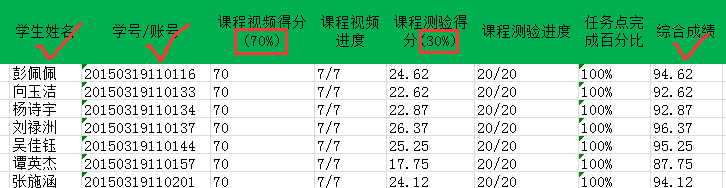 学生姓名 学号/账号 课程视频得分(70%) 课程视频进度 课程测验得分(30%) 课程测验进度 任务点完成百分比 综合成绩
彭佩佩 20150319110116 70 7/7 24.62 20/20 100% 94.62
向玉洁 20150319110133 70 7/7 22.62 20/20 100% 92.62
杨诗宇 20150319110134 70 7/7 22.87 20/20 100% 92.87
刘禄洲 20150319110137 70 7/7 26.37 20/20 100% 96.37
吴佳钰 20150319110144 70 7/7 25.25 20/20 100% 95.25
谭英杰 20150319110157 70 7/7 17.75 20/20 100% 87.75
张施涵 20150319110201 70 7/7 24.12 20/20 100% 94.12